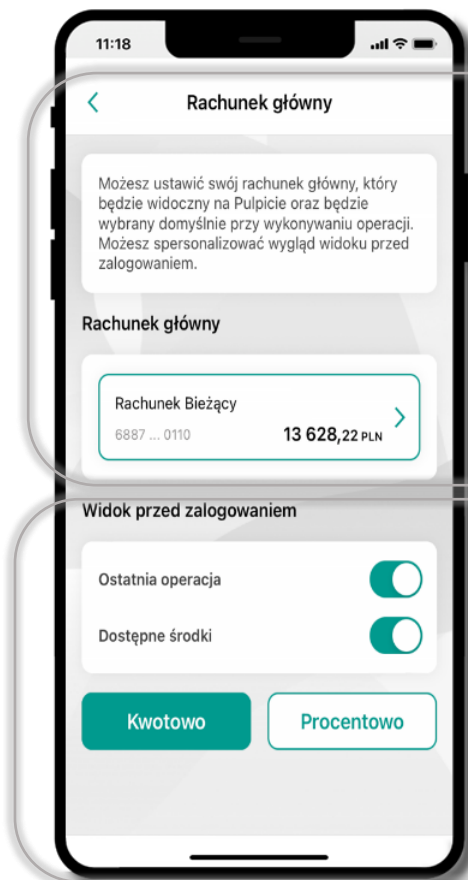 11:18
Rachunek główny
Możesz ustawić swój rachunek główny, który
będzie widoczny na Pulpicie oraz będzie
wybrany domyślnie przy wykonywaniu operacji.
Możesz spersonalizować wygląd widoku przed
zalogowaniem.
Rachunek główny
Rachunek Bieżący
6887 ... 0110 13 628,22 PLN
Widok przed zalogowaniem
Ostatnia operacja
Dostępne środki
Kwotowo Procentowo